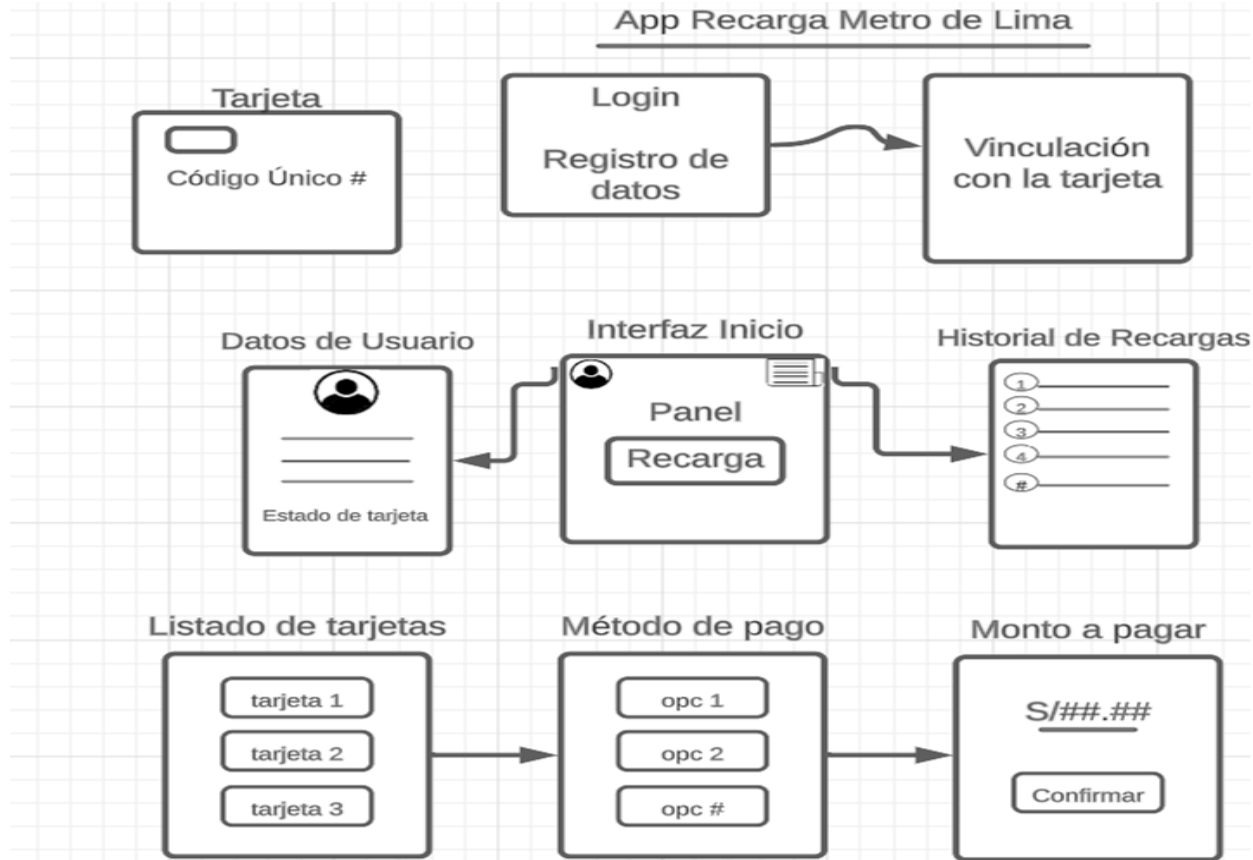 App Recarga Metro de Lima
Tarjeta
Código Único #
Login
Registro de
datos
Vinculación
con la tarjeta
Datos de Usuario
Estado de tarjeta
Interfaz Inicio
Panel
Recarga
Historial de Recargas
1
2
3
4
#
Listado de tarjetas
tarjeta 1
tarjeta 2
tarjeta 3
Método de pago
opc 1
opc 2
opc #
Monto a pagar
S/##.##
Confirmar